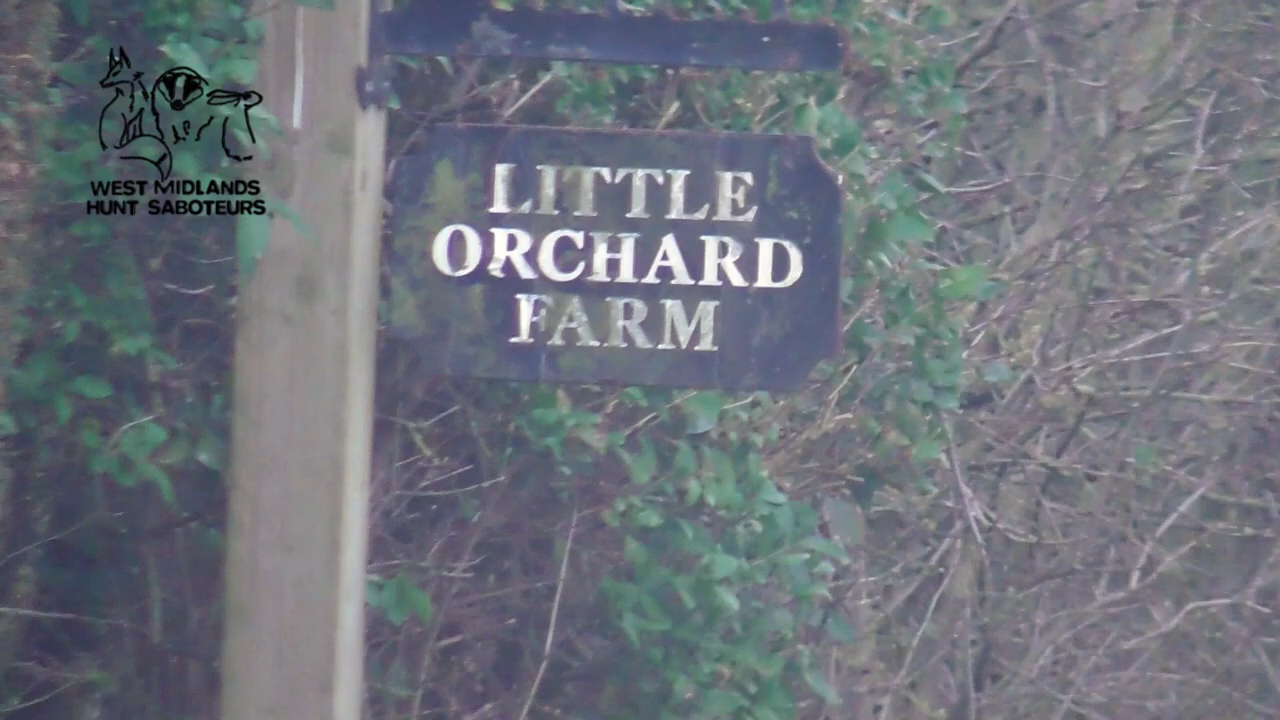 WEST MIDLANDS
HUNT SABOTEURS
LITTLE
ORCHARD
FARM